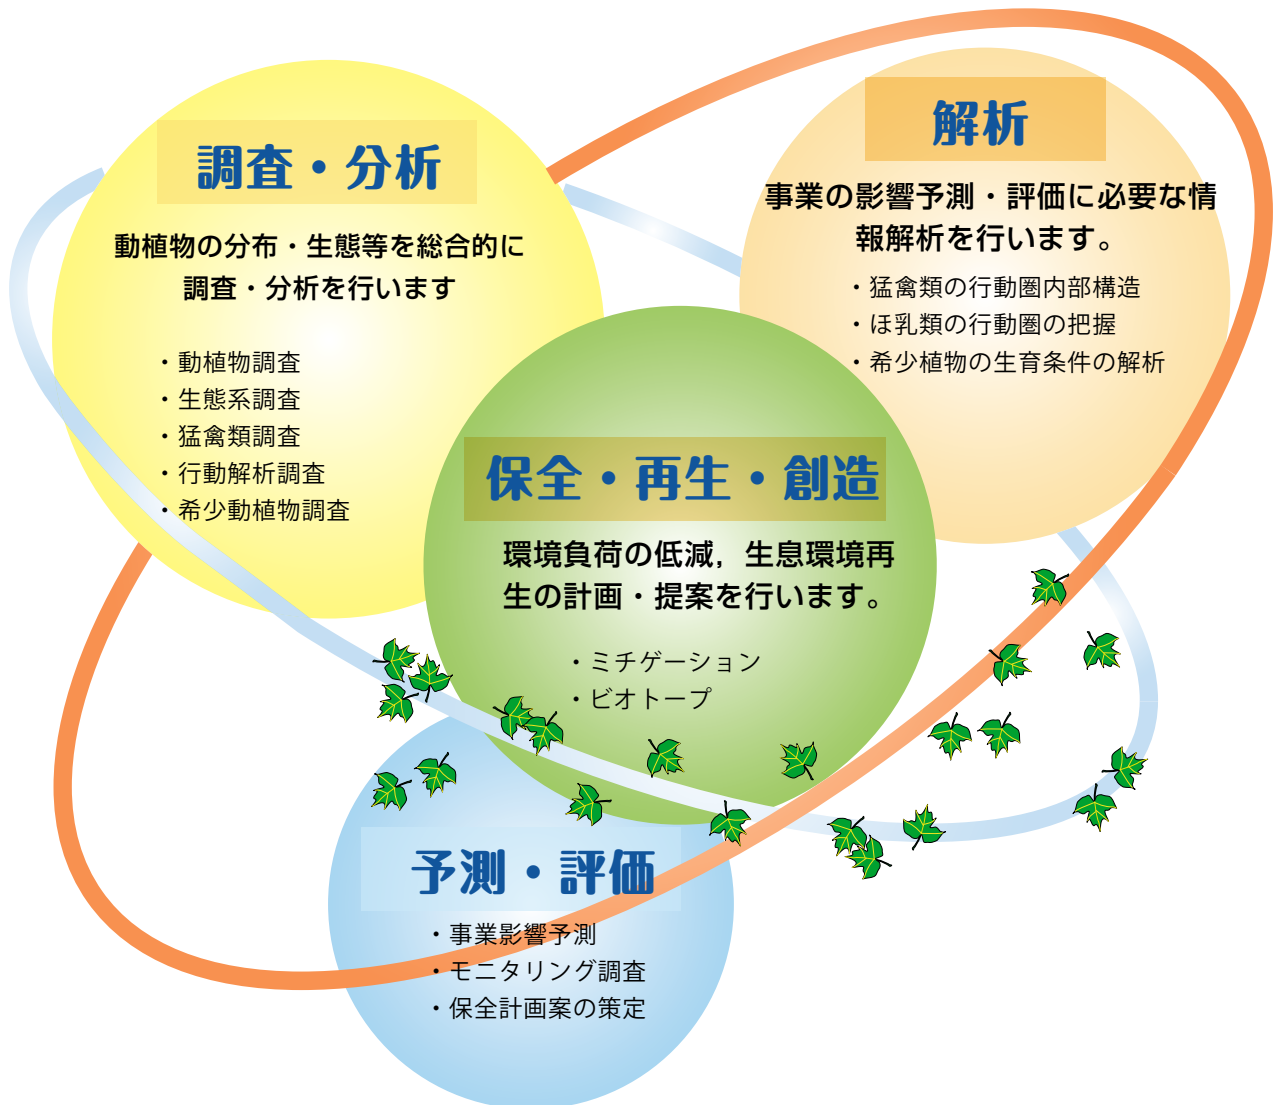 調査・分析
動植物の分布・生態等を総合的に
調査・分析を行います
・動植物調査
・生態系調査
・猛禽類調査
・行動解析調査
・希少動植物調査
解析
事業の影響予測・評価に必要な情
報解析を行います。
・猛禽類の行動圏内部構造
・ほ乳類の行動圏の把握
・希少植物の生育条件の解析
保全・再生・創造
環境負荷の低減，生息環境再
生の計画・提案を行います。
・ミチゲーション
・ビオトープ
予測・評価
・事業影響予測
・モニタリング調査
・保全計画案の策定